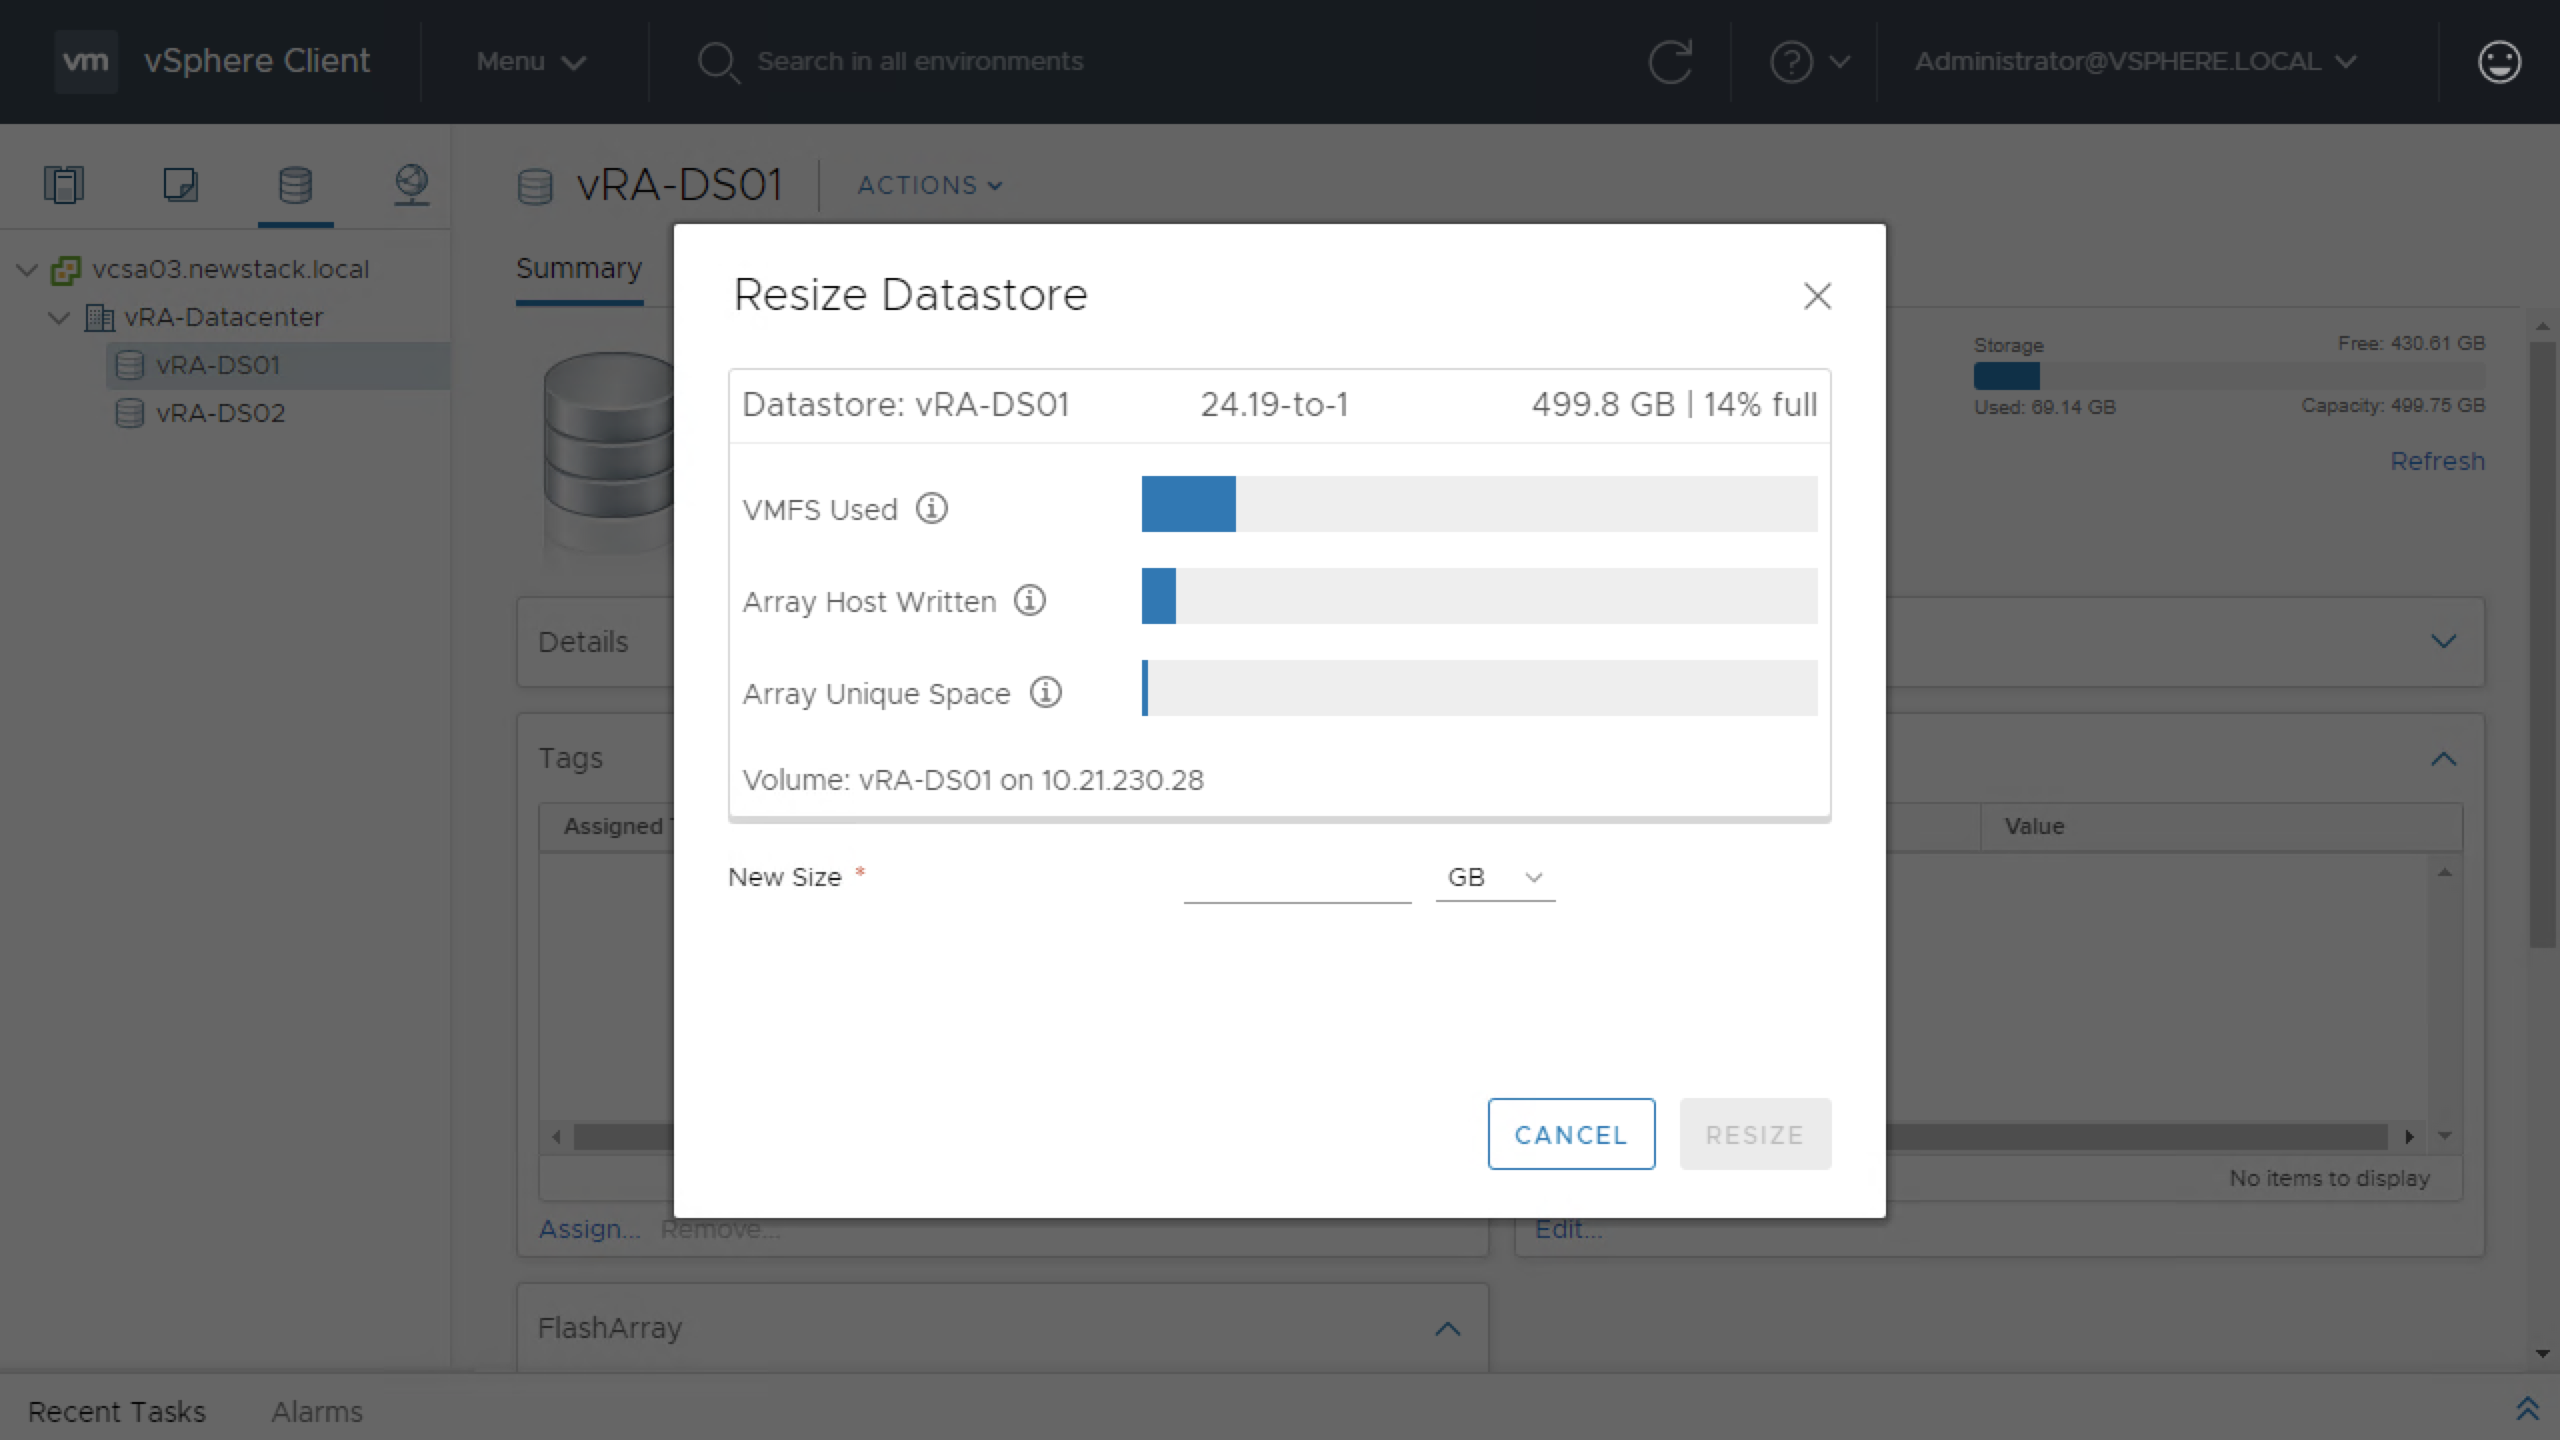 vm vSphere Client Menu Search in all environments Administrator@VSPHERE.LOCAL
vcsa03.newstack.local
vRA-Datacenter
vRA-DS01
vRA-DS02
vRA-DS01 ACTIONS
Summary
Storage Free: 430.61 GB
Used: 69.14 GB Capacity: 499.75 GB
Refresh
Details
Tags
Assigned
Value
No items to display
Assign... Remove...
Edit...
FlashArray
Resize Datastore
Datastore: vRA-DS01 24.19-to-1 499.8 GB | 14% full
VMFS Used
Array Host Written
Array Unique Space
Volume: vRA-DS01 on 10.21.230.28
New Size * GB
CANCEL RESIZE
Recent Tasks Alarms